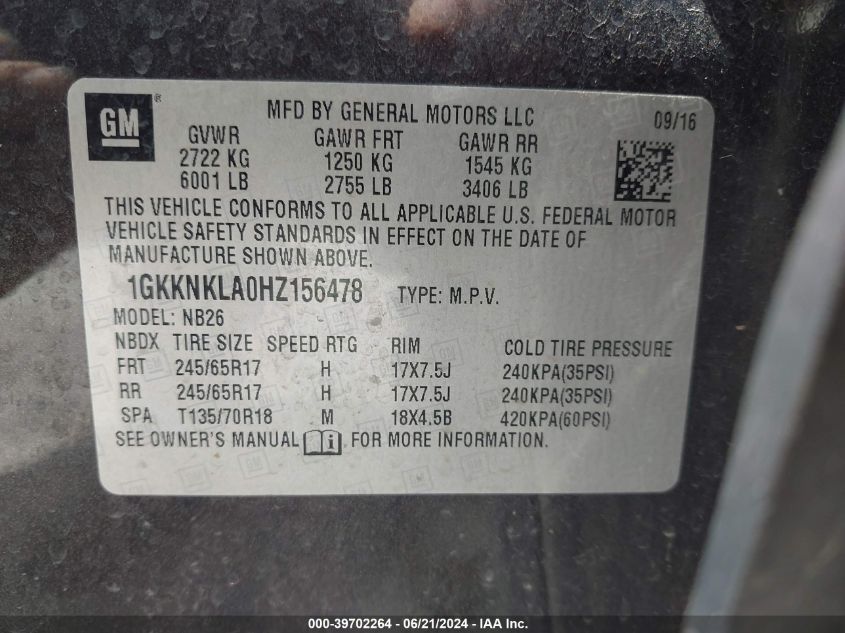 GM ®
MFD BY GENERAL MOTORS LLC 09/16
GVWR GAWR FRT GAWR RR
2722 KG 1250 KG 1545 KG
6001 LB 2755 LB 3406 LB
THIS VEHICLE CONFORMS TO ALL APPLICABLE U.S. FEDERAL MOTOR
VEHICLE SAFETY STANDARDS IN EFFECT ON THE DATE OF
MANUFACTURE SHOWN ABOVE.
1GKKNKLA0HZ156478 TYPE: M.P.V.
MODEL: NB26
NBDX TIRE SIZE SPEED RTG RIM COLD TIRE PRESSURE
FRT 245/65R17 H 17X7.5J 240KPA(35PSI)
RR 245/65R17 H 17X7.5J 240KPA(35PSI)
SPA T135/70R18 M 18X4.5B 420KPA(60PSI)
SEE OWNER'S MANUAL i FOR MORE INFORMATION.
000-39702264 - 06/21/2024 - IAA Inc.